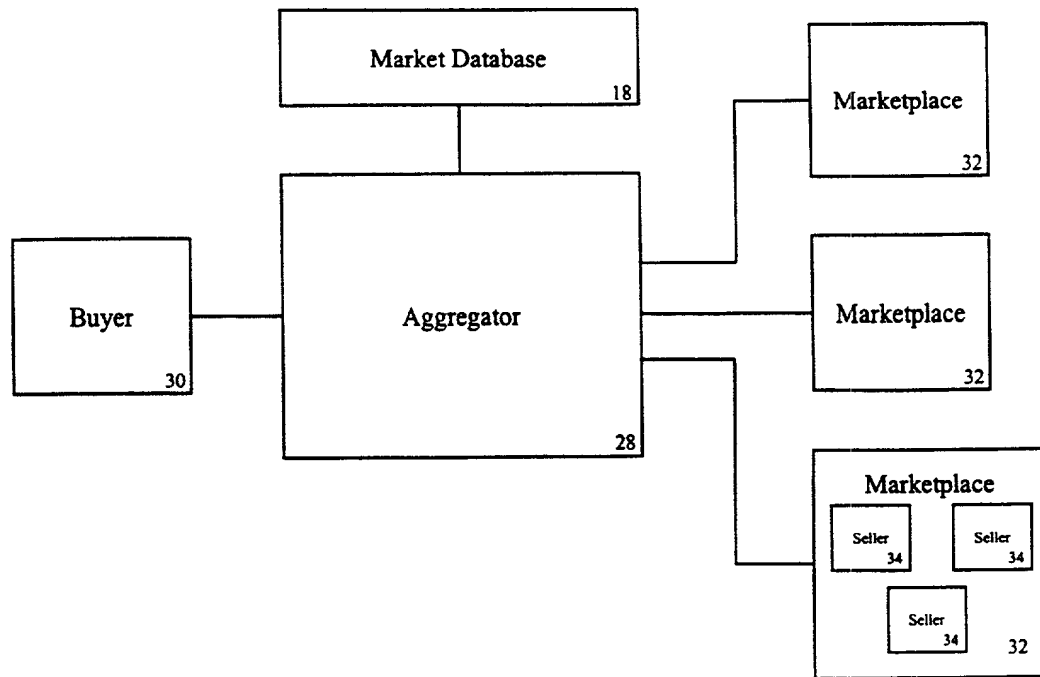 Market Database
18
Marketplace
32
Buyer
30
Aggregator
28
Marketplace
32
Marketplace
Seller
34
Seller
34
Seller
34
32